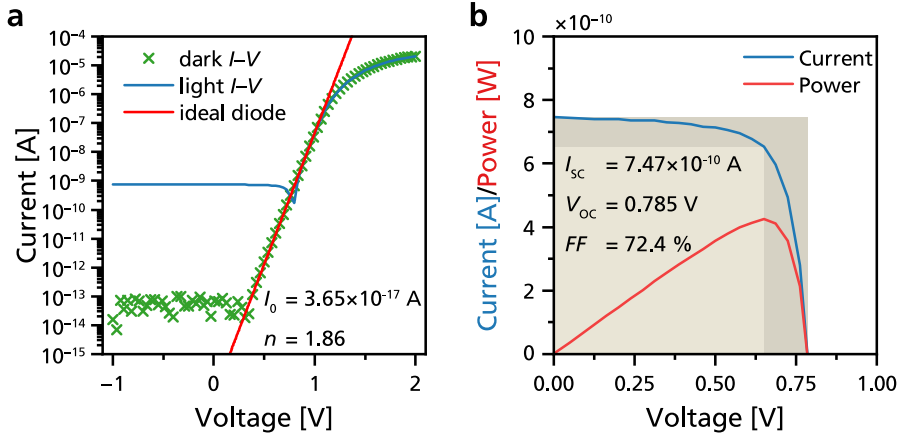 a
Current [A]
10⁻⁴
10⁻⁵
10⁻⁶
10⁻⁷
10⁻⁸
10⁻⁹
10⁻¹⁰
10⁻¹¹
10⁻¹²
10⁻¹³
10⁻¹⁴
10⁻¹⁵
dark I–V
light I–V
ideal diode
I₀ = 3.65×10⁻¹⁷ A
n = 1.86
−1 0 1 2
Voltage [V]
b
×10⁻¹⁰
Current [A]/Power [W]
10
8
6
4
2
0
Current
Power
I_SC = 7.47×10⁻¹⁰ A
V_OC = 0.785 V
FF = 72.4 %
0.00 0.25 0.50 0.75 1.00
Voltage [V]